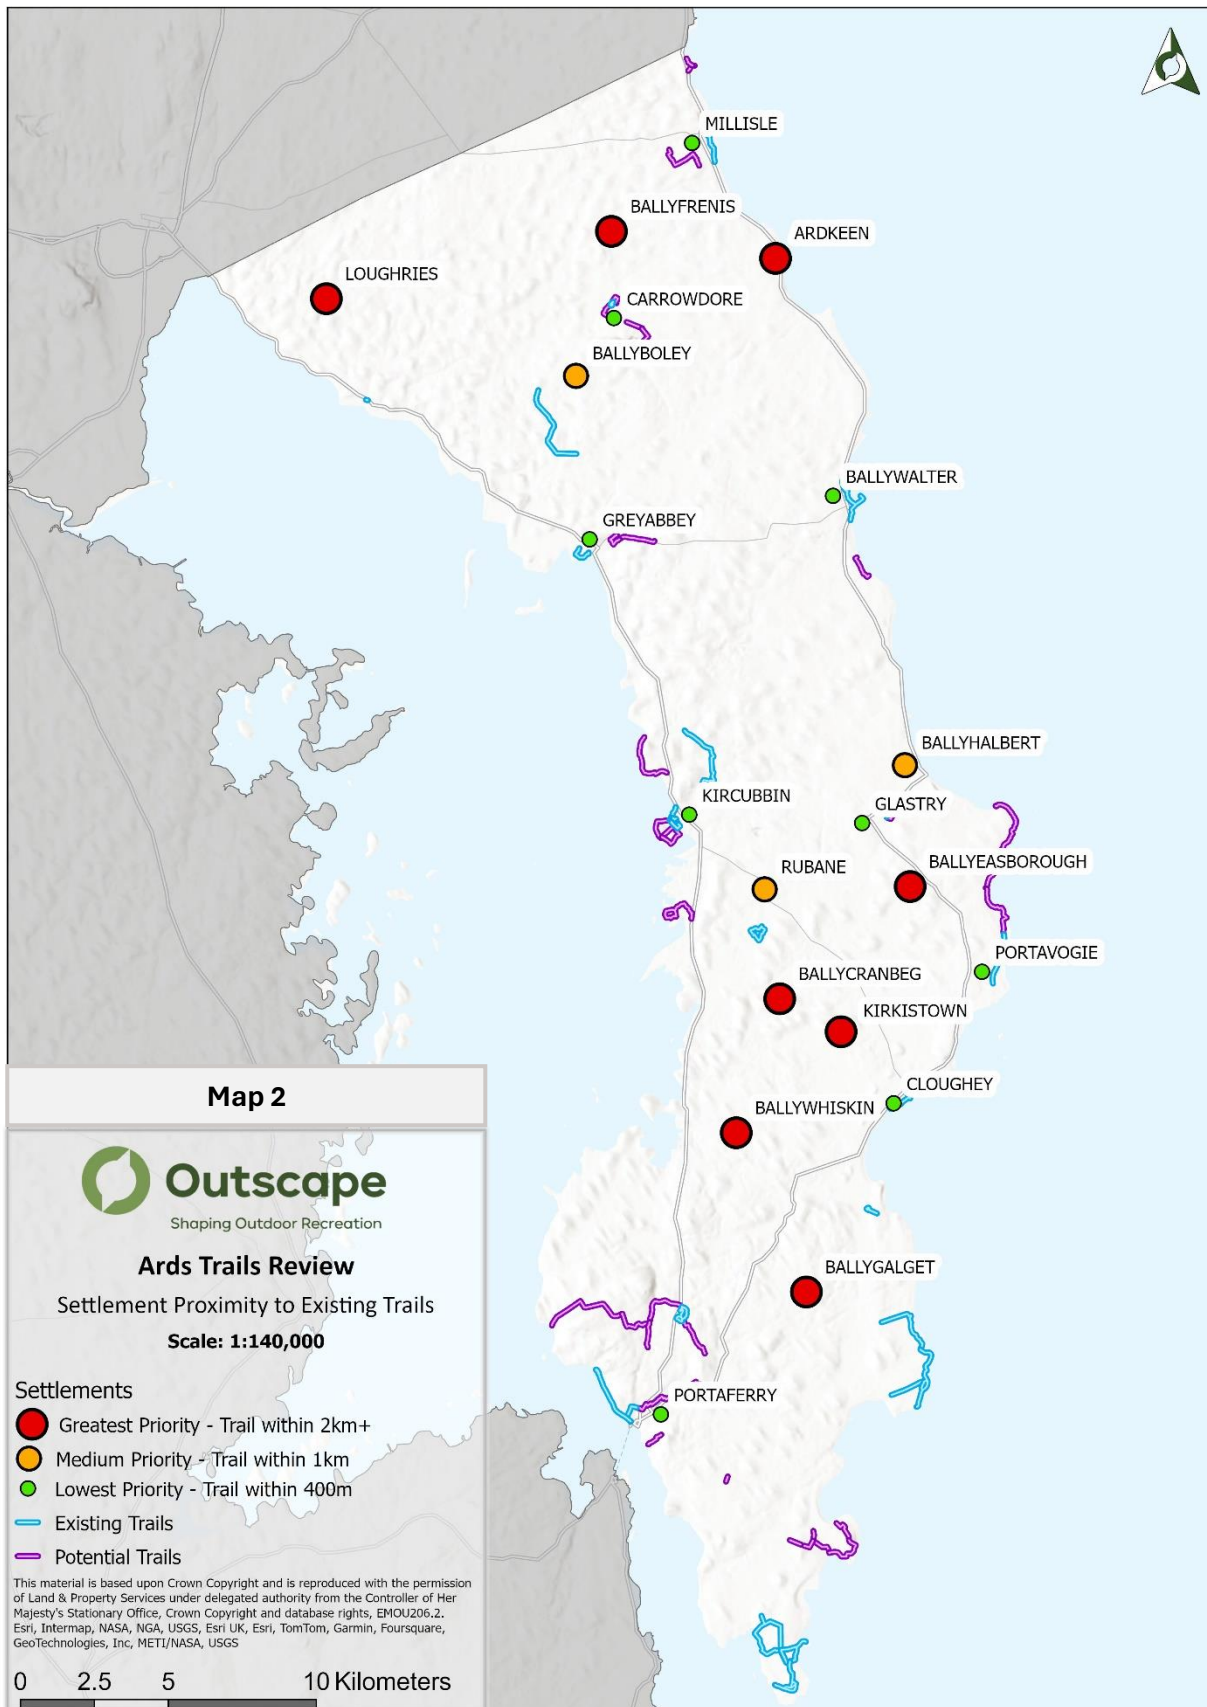 MILLISLE
BALLYFRENIS
ARDKEEN
LOUGHRIES
CARROWDORE
BALLYBOLEY
BALLYWALTER
GREYABBEY
BALLYHALBERT
KIRCUBBIN
GLASTRY
RUBANE
BALLYEASBOROUGH
PORTAVOGIE
BALLYCRANBEG
KIRKISTOWN
CLOUGHEY
BALLYWHISKIN
BALLYGALGET
PORTAFERRY
Map 2
Outscape
Shaping Outdoor Recreation
Ards Trails Review
Settlement Proximity to Existing Trails
Scale: 1:140,000
Settlements
Greatest Priority - Trail within 2km+
Medium Priority - Trail within 1km
Lowest Priority - Trail within 400m
Existing Trails
Potential Trails
This material is based upon Crown Copyright and is reproduced with the permission
of Land & Property Services under delegated authority from the Controller of Her
Majesty's Stationary Office, Crown Copyright and database rights, EMOU206.2.
Esri, Intermap, NASA, NGA, USGS, Esri UK, Esri, TomTom, Garmin, Foursquare,
GeoTechnologies, Inc, METI/NASA, USGS
0 2.5 5 10 Kilometers